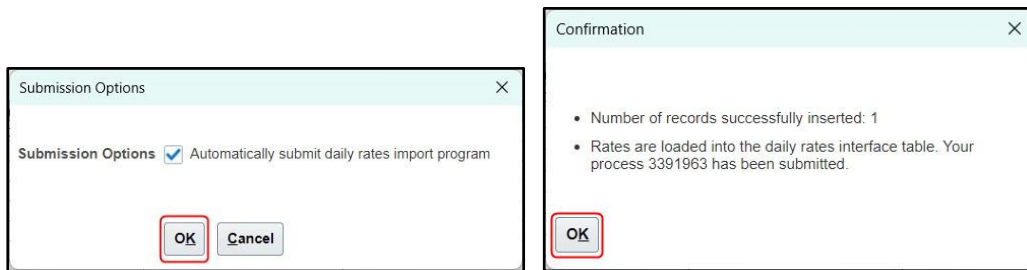 Submission Options
Submission Options Automatically submit daily rates import program
OK Cancel
Confirmation
• Number of records successfully inserted: 1
• Rates are loaded into the daily rates interface table. Your
process 3391963 has been submitted.
OK